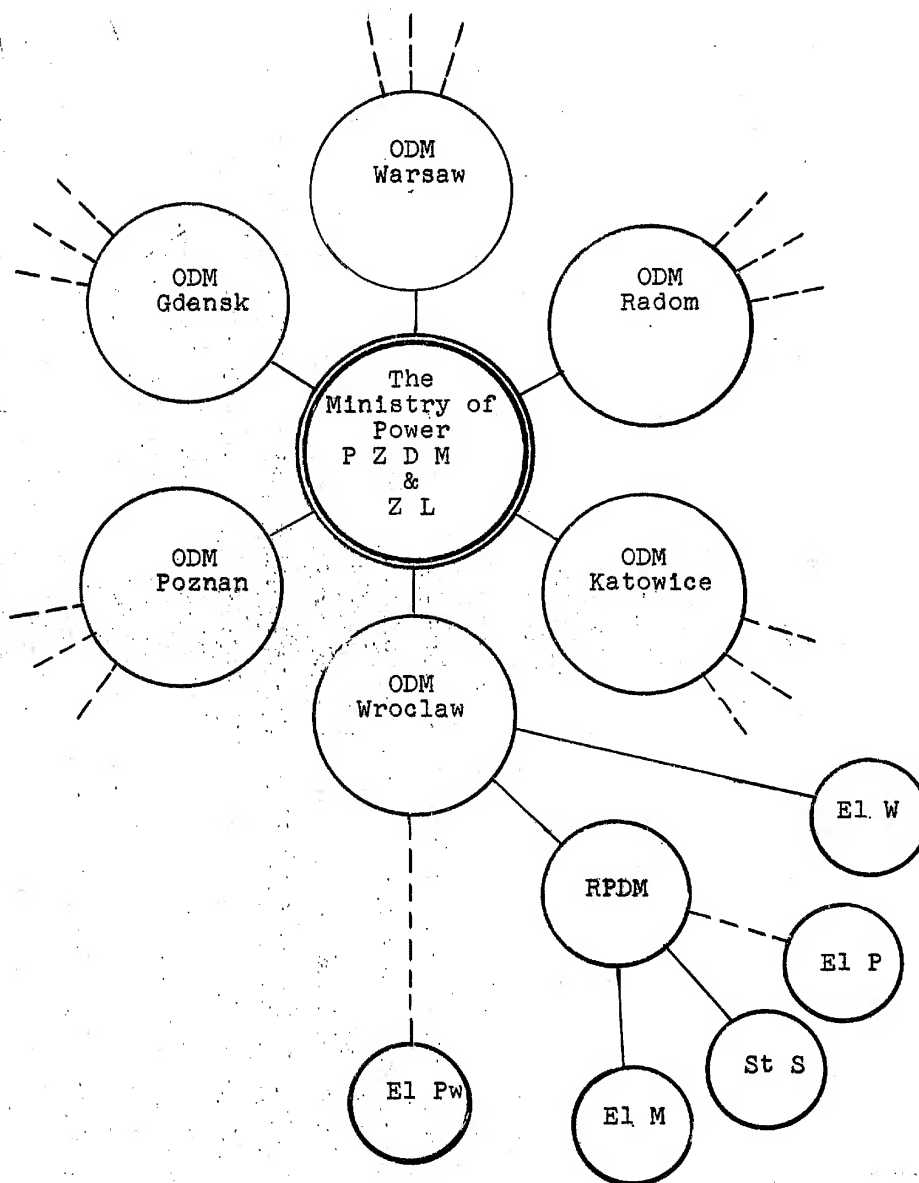 ODM
Warsaw
ODM
Gdansk
ODM
Radom
The
Ministry of
Power
P Z D M
&
Z L
ODM
Poznan
ODM
Katowice
ODM
Wroclaw
El W
RPDM
El P
St S
El Pw
El M